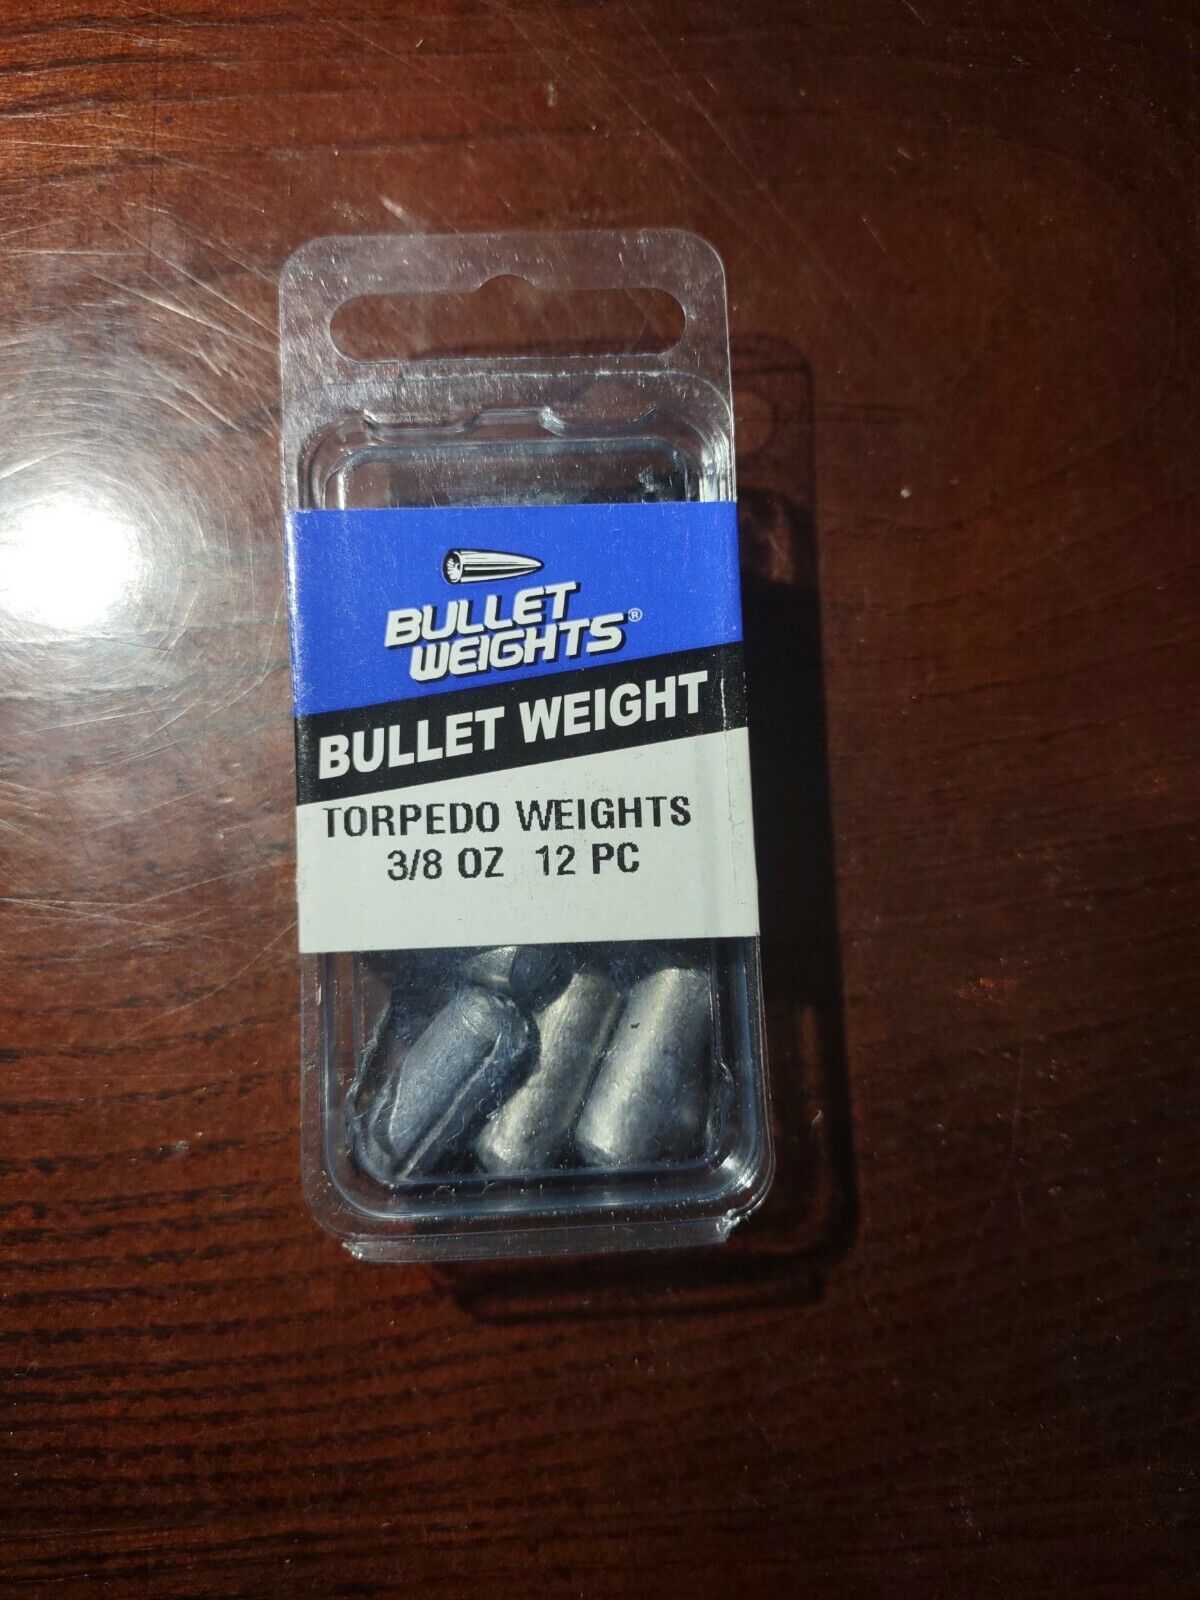 BULLET
WEIGHTS®
BULLET WEIGHT
TORPEDO WEIGHTS
3/8 OZ 12 PC